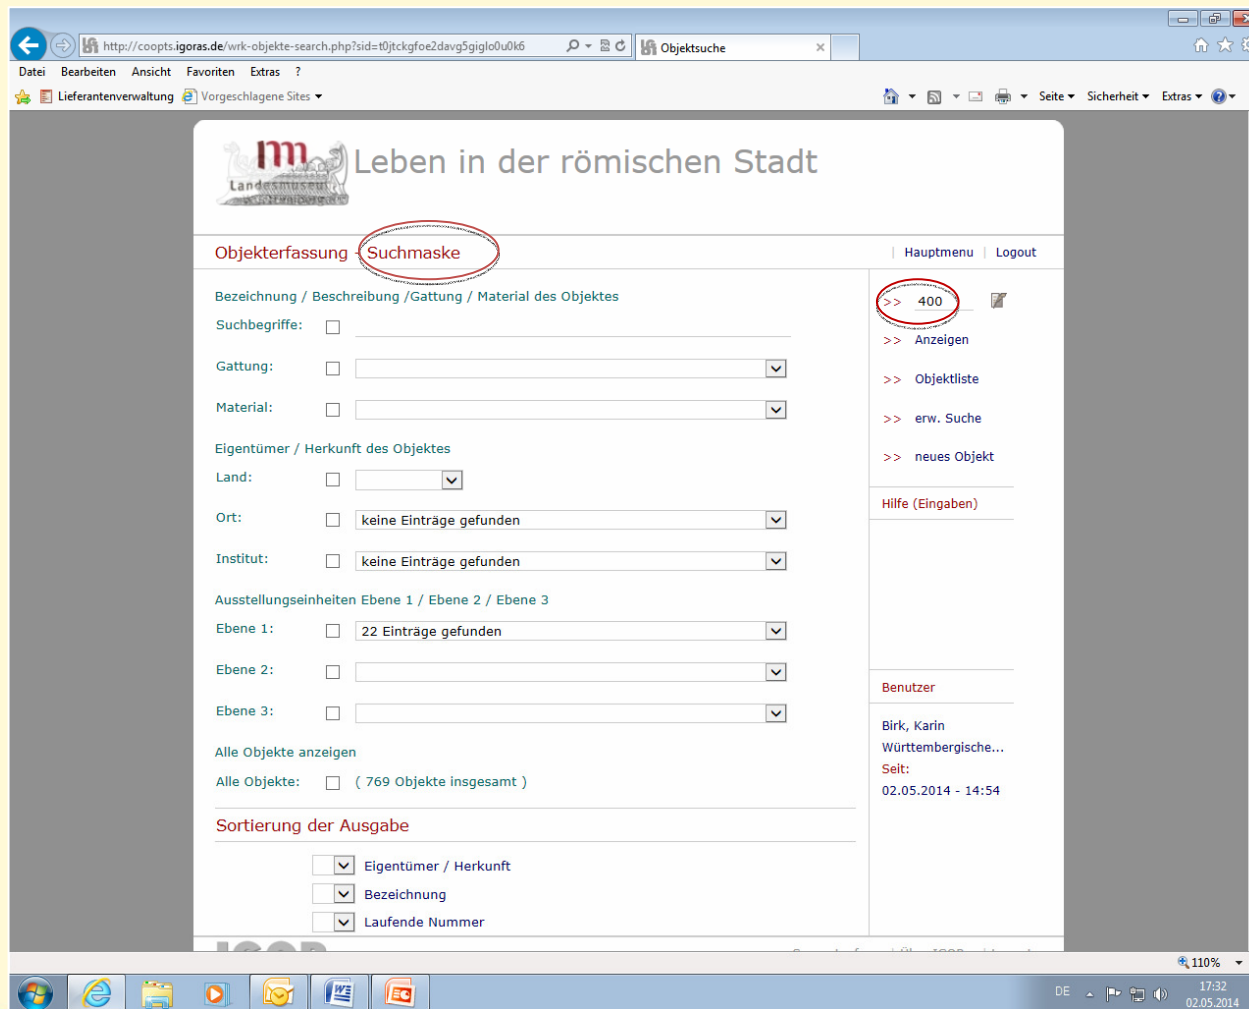 http://coopts.igoras.de/wrk-objekte-search.php?sid=t0jtckgfoe2davg5giglo0u0k6
Objektsuche
Datei Bearbeiten Ansicht Favoriten Extras ?
Lieferantenverwaltung Vorgeschlagene Sites
Seite Sicherheit Extras
Landesmuseum
Württemberg
Leben in der römischen Stadt
Objekterfassung - Suchmaske
| Hauptmenu | Logout
Bezeichnung / Beschreibung /Gattung / Material des Objektes
>> 400
Suchbegriffe:
>> Anzeigen
Gattung:
>> Objektliste
Material:
>> erw. Suche
Eigentümer / Herkunft des Objektes
>> neues Objekt
Land:
Hilfe (Eingaben)
Ort: keine Einträge gefunden
Institut: keine Einträge gefunden
Ausstellungseinheiten Ebene 1 / Ebene 2 / Ebene 3
Ebene 1: 22 Einträge gefunden
Ebene 2:
Benutzer
Ebene 3:
Birk, Karin
Württembergische...
Alle Objekte anzeigen
Seit:
Alle Objekte: ( 769 Objekte insgesamt )
02.05.2014 - 14:54
Sortierung der Ausgabe
Eigentümer / Herkunft
Bezeichnung
Laufende Nummer
110%
DE
17:32
02.05.2014